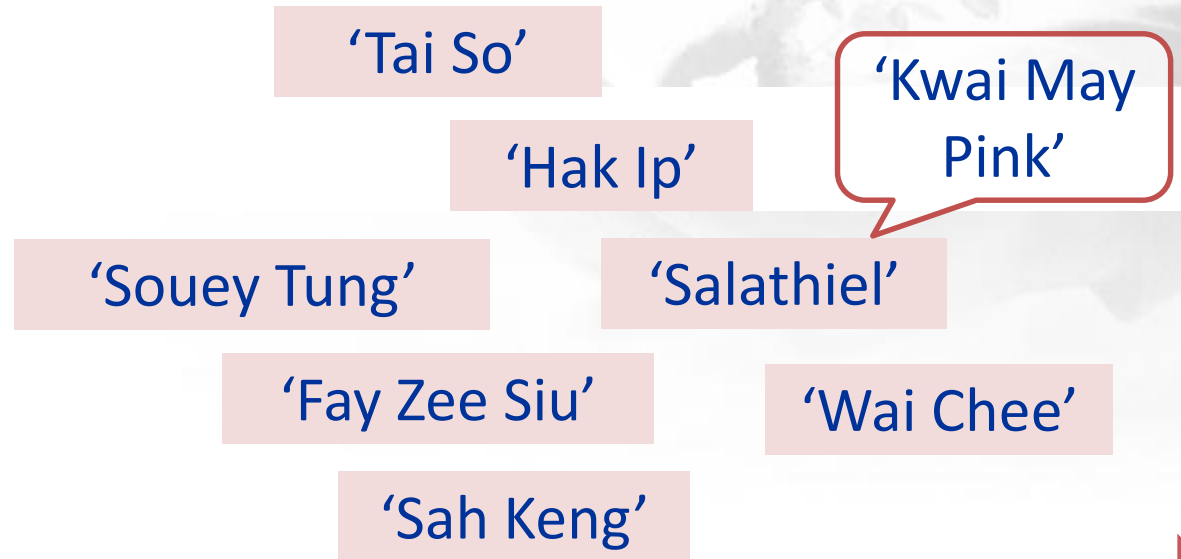 ‘Tai So’
‘Kwai May
Pink’
‘Hak Ip’
‘Souey Tung’
‘Salathiel’
‘Fay Zee Siu’
‘Wai Chee’
‘Sah Keng’